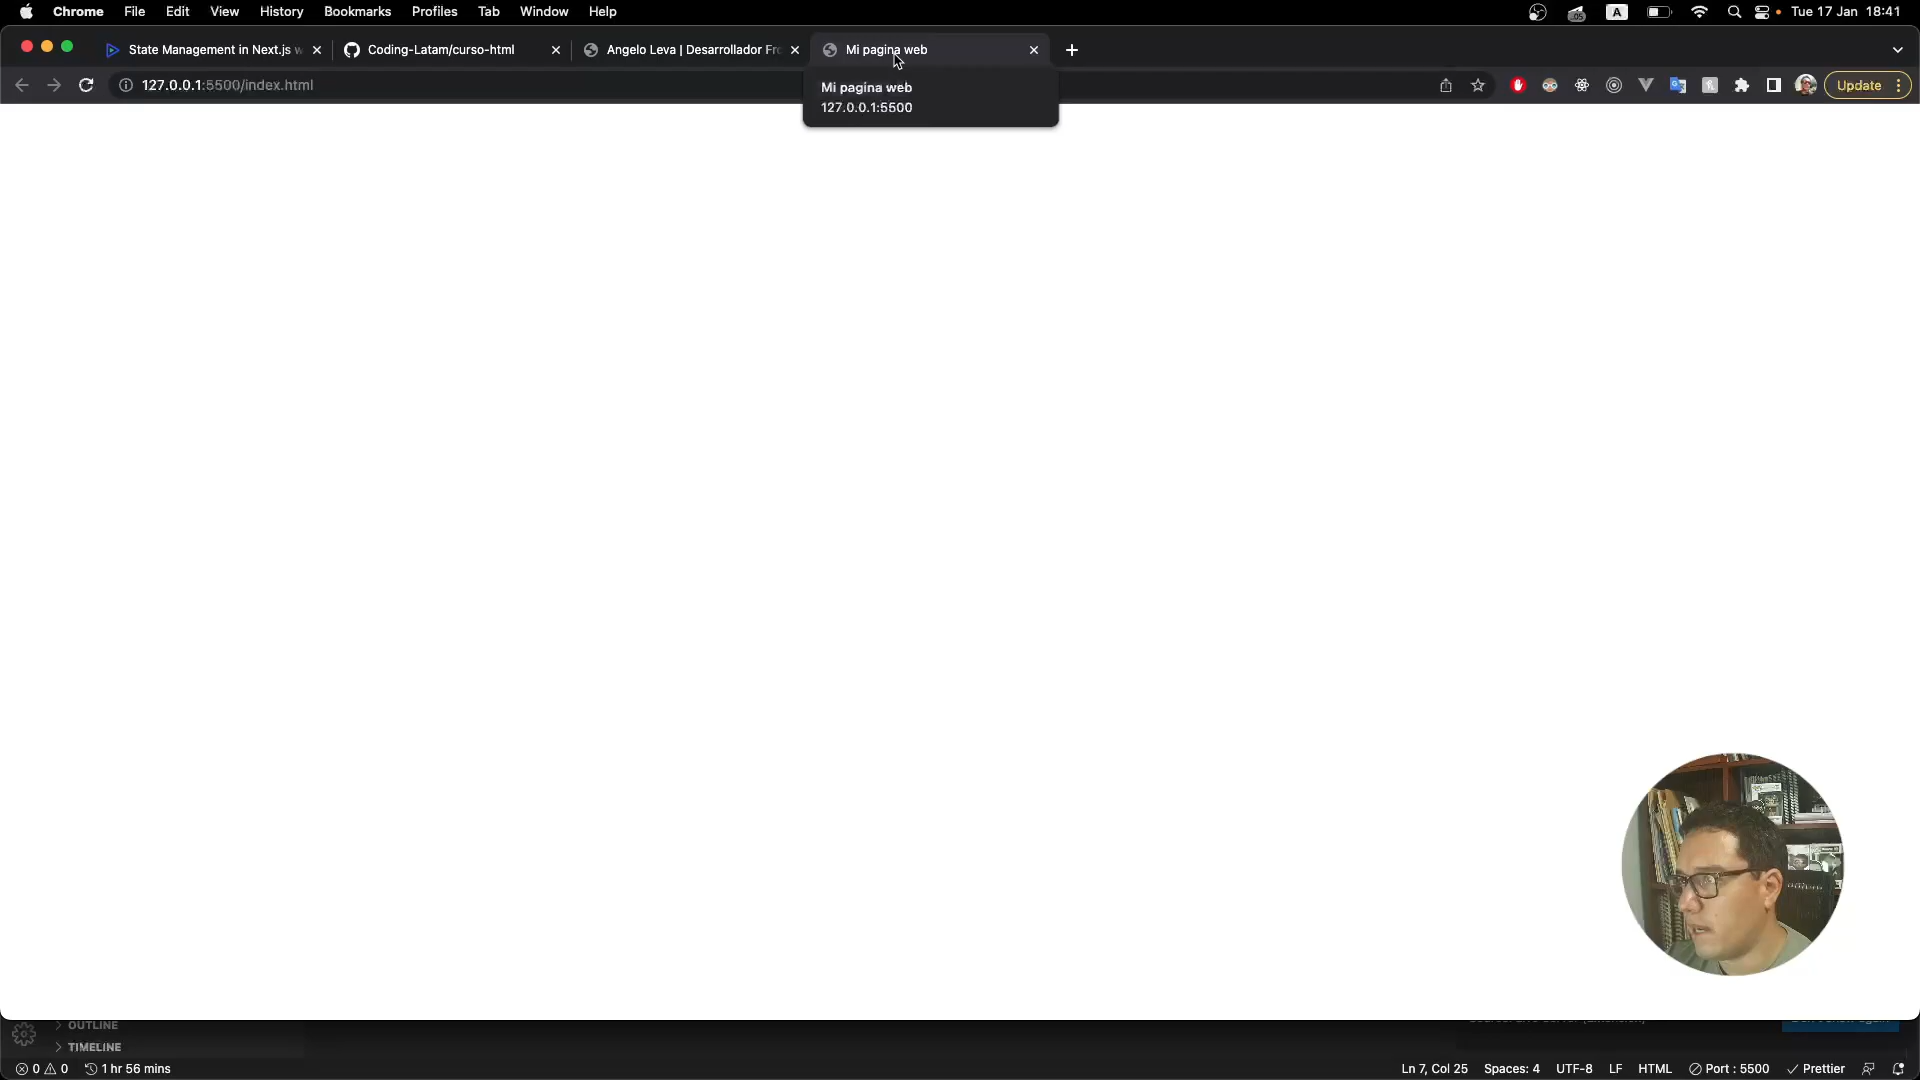 Chrome File Edit View History Bookmarks Profiles Tab Window Help A Tue 17 Jan 18:41
State Management in Next.js w Coding-Latam/curso-html Angelo Leva | Desarrollador Fro Mi pagina web
127.0.0.1:5500/index.html Update
Mi pagina web
127.0.0.1:5500
OUTLINE
TIMELINE
0 0 1 hr 56 mins Ln 7, Col 25 Spaces: 4 UTF-8 LF HTML Port : 5500 Prettier